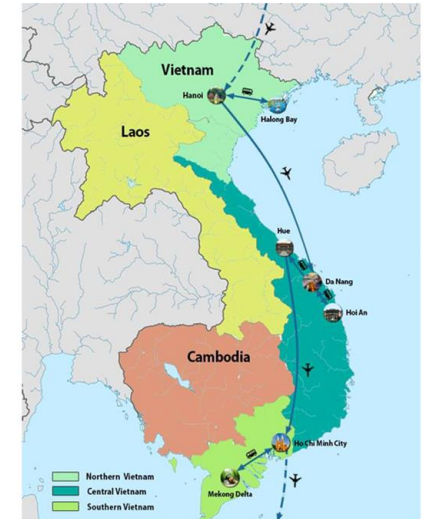 Vietnam
Hanoi
Halong Bay
Laos
Hue
Da Nang
Hoi An
Cambodia
Ho Chi Minh City
Mekong Delta
Northern Vietnam
Central Vietnam
Southern Vietnam